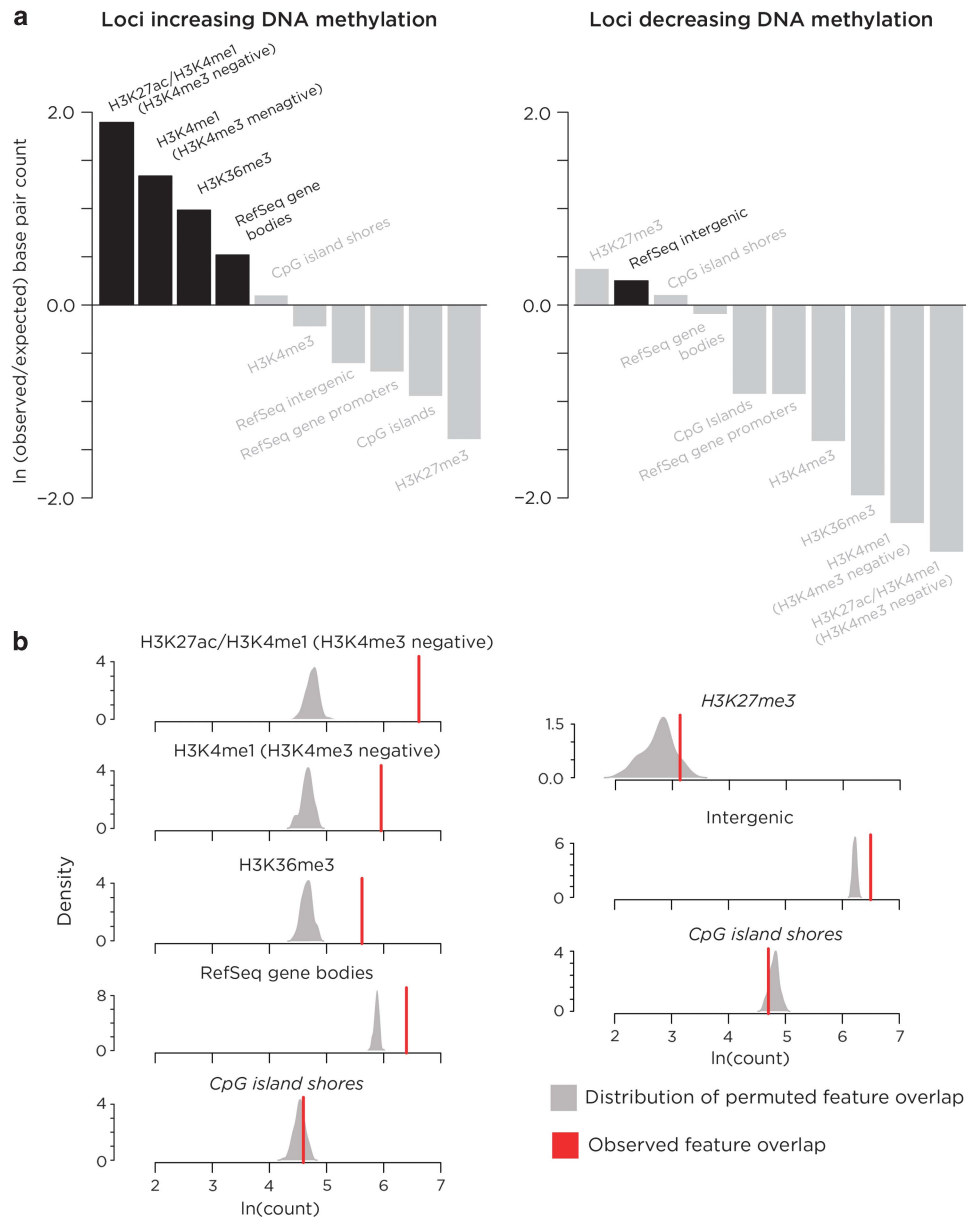 a
Loci increasing DNA methylation
Loci decreasing DNA methylation
ln (observed/expected) base pair count
2.0
0.0
−2.0
H3K27ac/H3K4me1
(H3K4me3 negative)
H3K4me1
(H3K4me3 menagtive)
H3K36me3
RefSeq gene
bodies
CpG island shores
H3K4me3
RefSeq intergenic
RefSeq gene promoters
CpG islands
H3K27me3
2.0
0.0
−2.0
H3K27me3
RefSeq intergenic
CpG island shores
RefSeq gene
bodies
CpG Islands
RefSeq gene promoters
H3K4me3
H3K36me3
H3K4me1
(H3K4me3 negative)
H3K27ac/H3K4me1
(H3K4me3 negative)
b
Density
H3K27ac/H3K4me1 (H3K4me3 negative)
4
0
H3K4me1 (H3K4me3 negative)
4
0
H3K36me3
4
0
RefSeq gene bodies
8
0
CpG island shores
4
0
2 3 4 5 6 7
ln(count)
H3K27me3
1.5
0.0
Intergenic
6
0
CpG island shores
4
0
2 3 4 5 6 7
ln(count)
Distribution of permuted feature overlap
Observed feature overlap